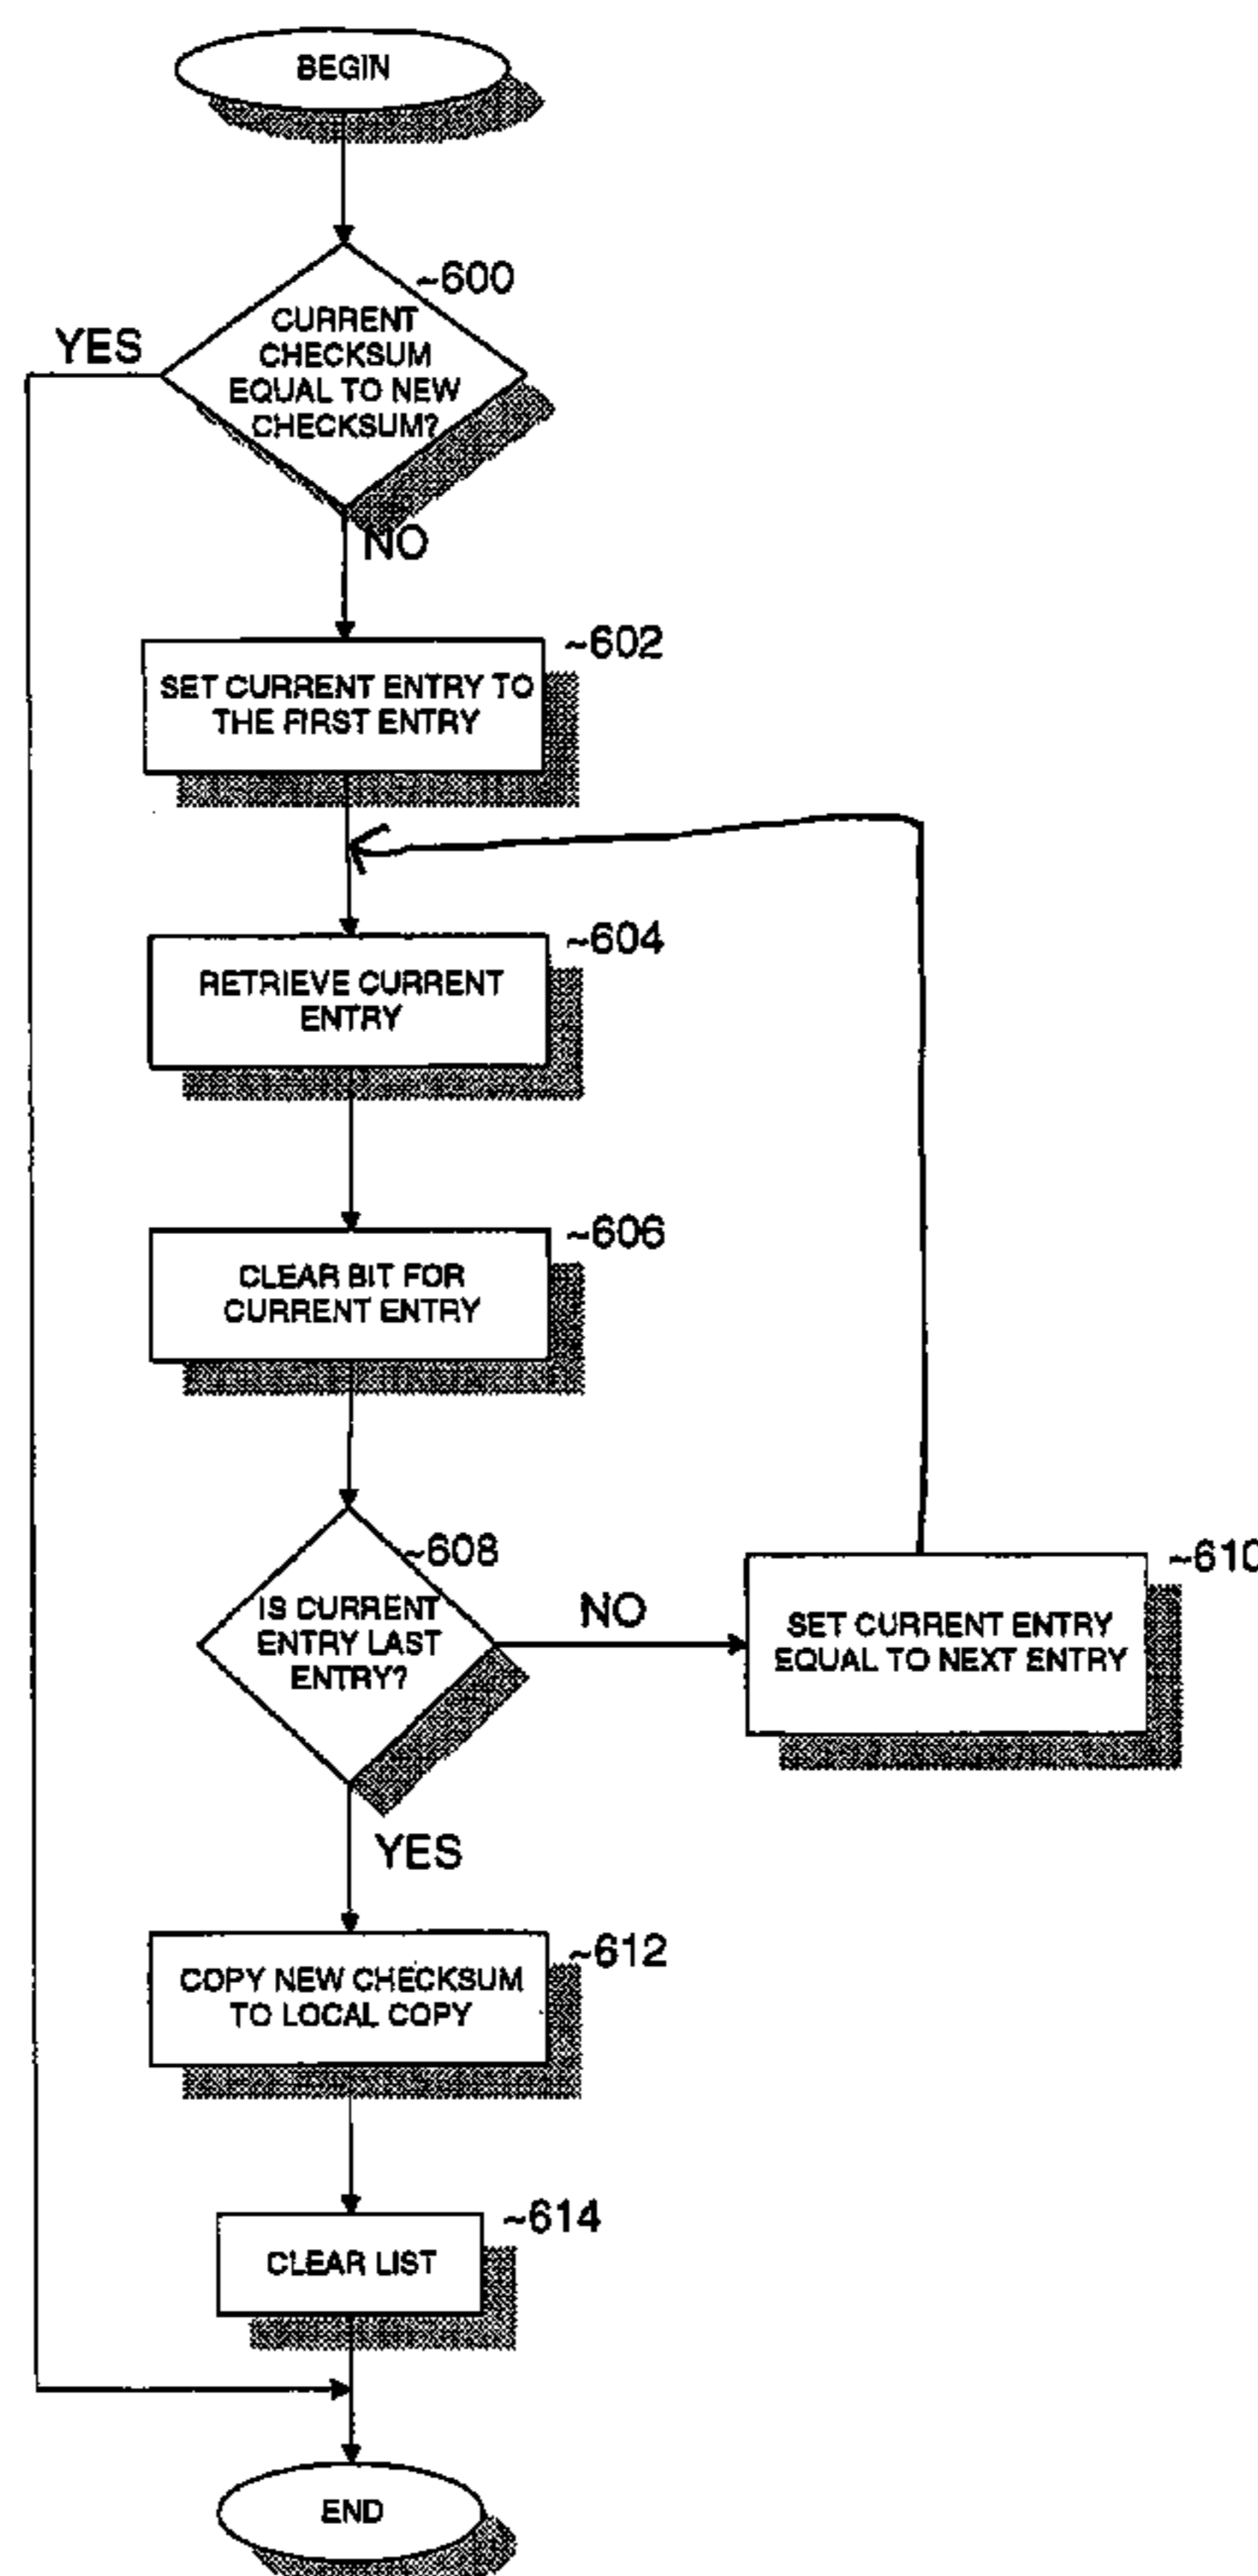 BEGIN
~600
CURRENT
CHECKSUM
EQUAL TO NEW
CHECKSUM?
YES
NO
~602
SET CURRENT ENTRY TO
THE FIRST ENTRY
~604
RETRIEVE CURRENT
ENTRY
~606
CLEAR BIT FOR
CURRENT ENTRY
~608
IS CURRENT
ENTRY LAST
ENTRY?
NO
~610
SET CURRENT ENTRY
EQUAL TO NEXT ENTRY
YES
~612
COPY NEW CHECKSUM
TO LOCAL COPY
~614
CLEAR LIST
END